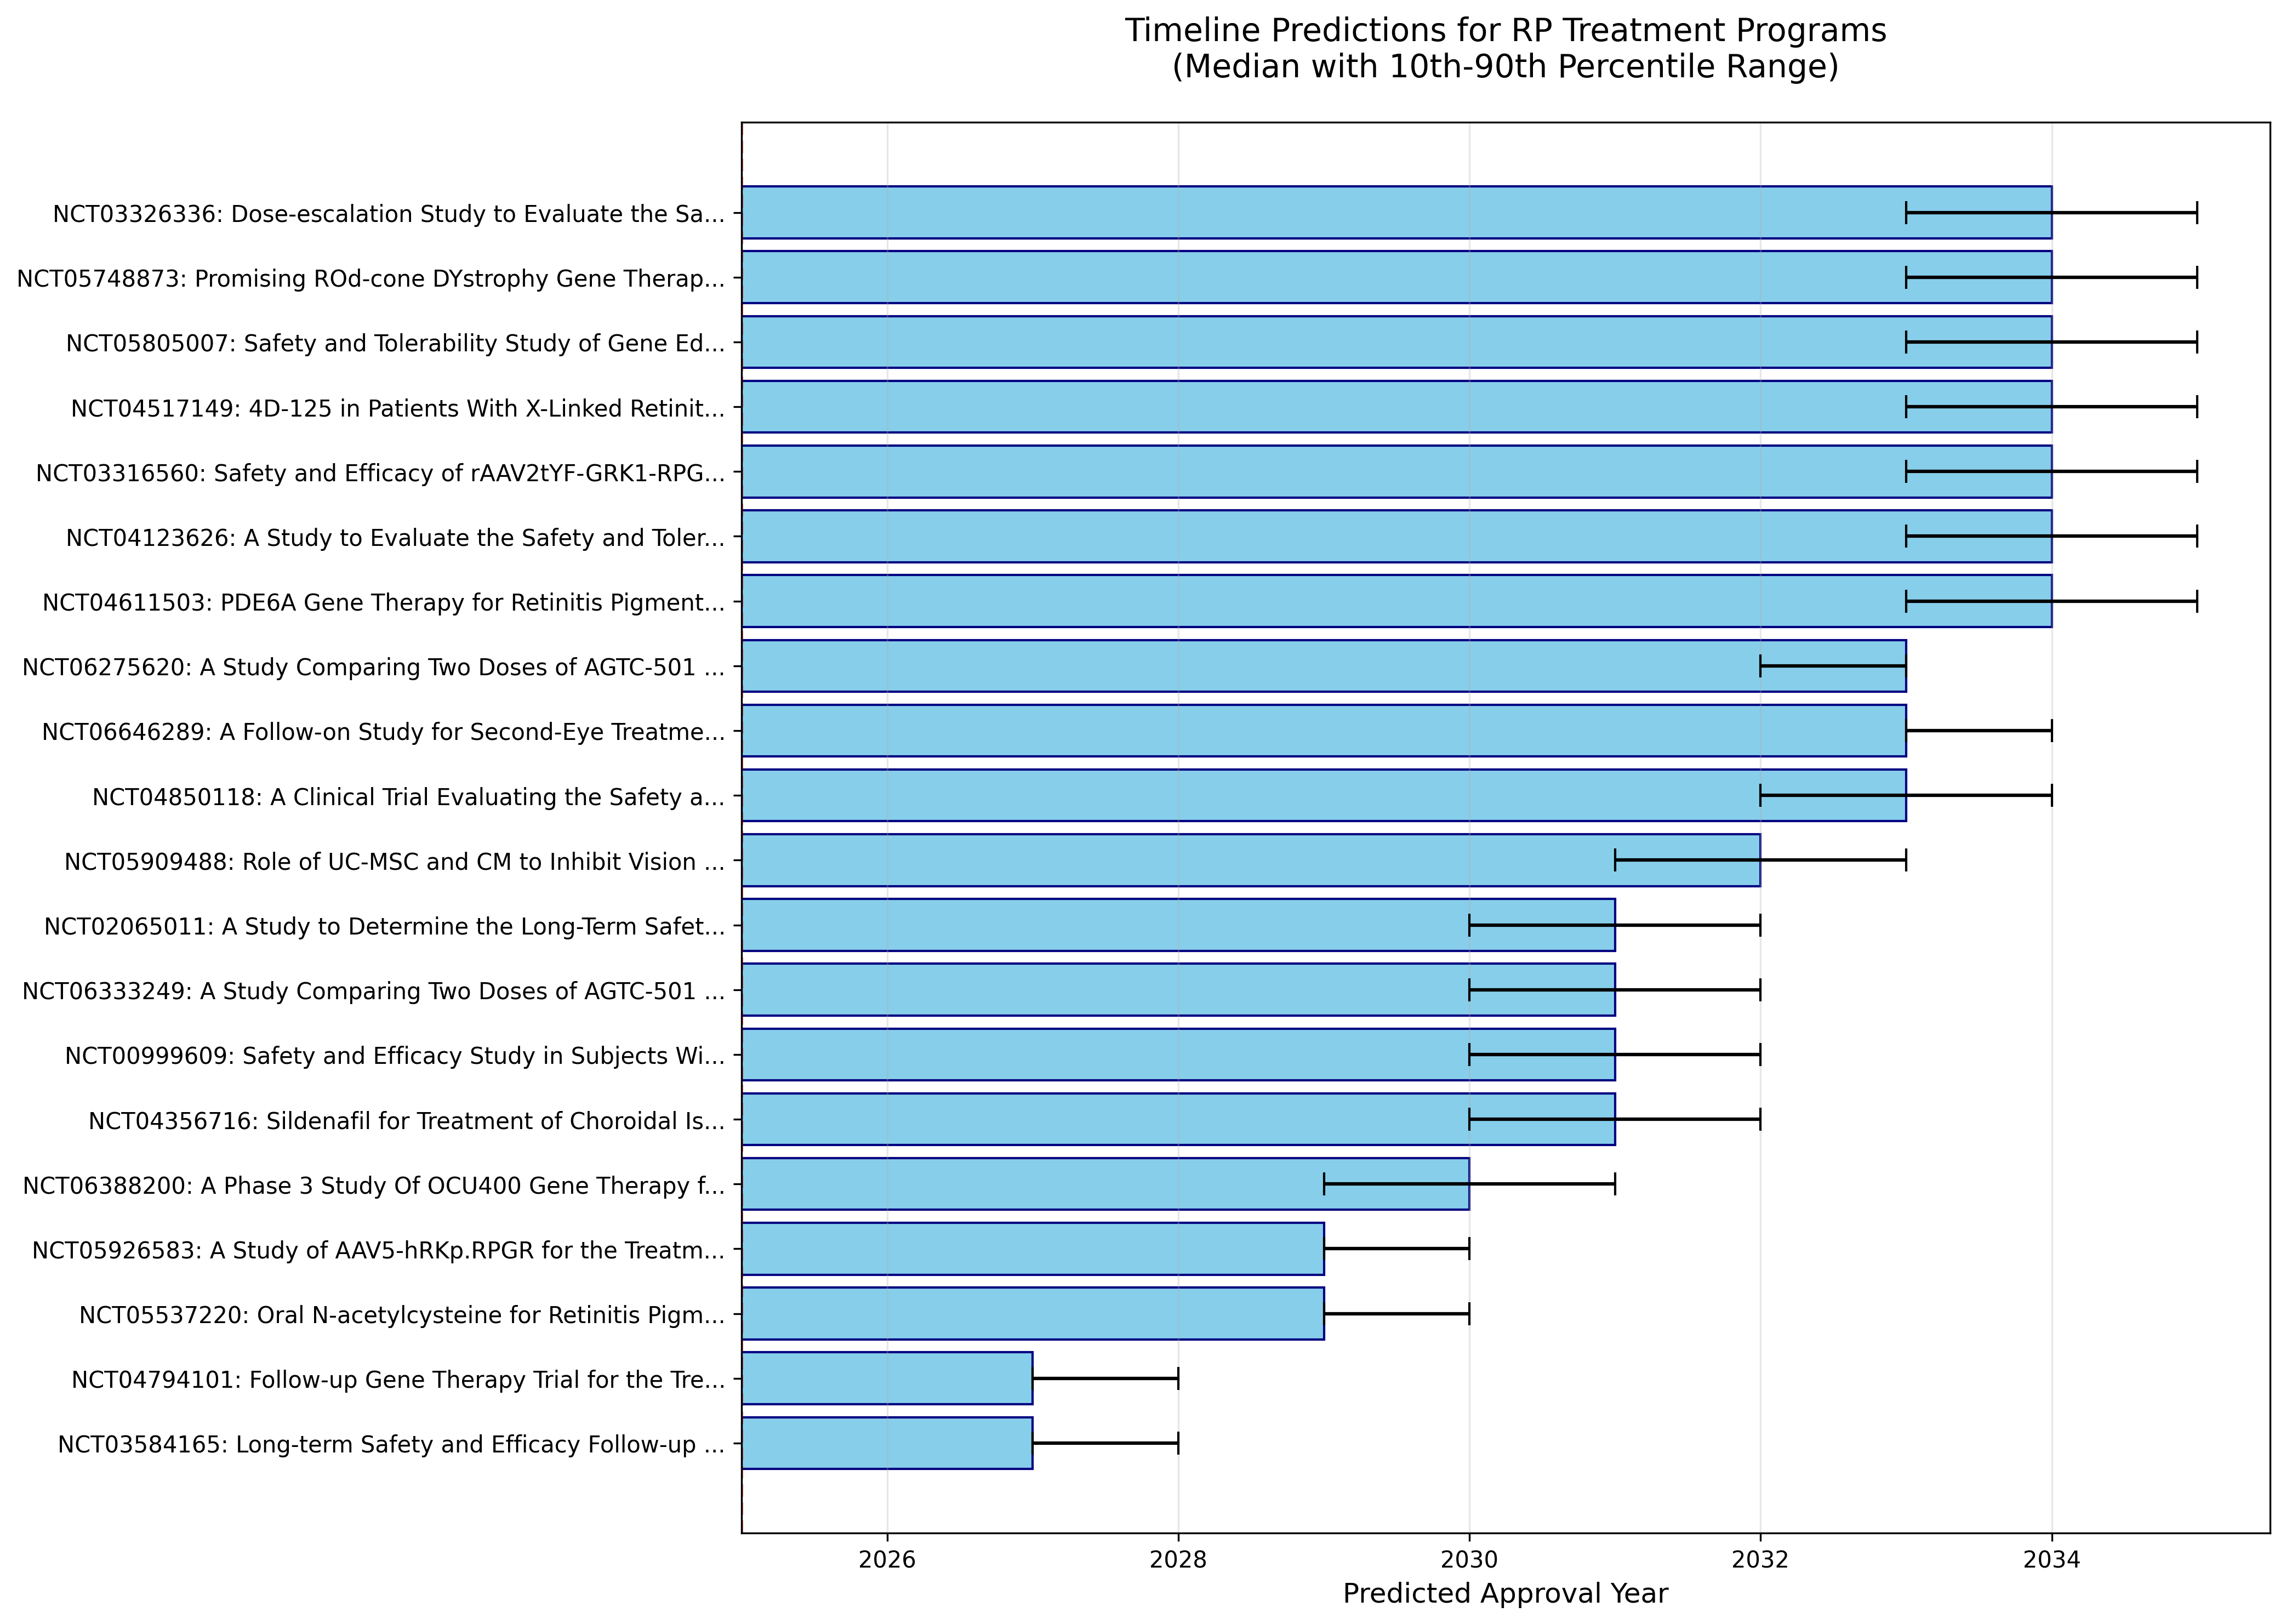 Timeline Predictions for RP Treatment Programs
(Median with 10th-90th Percentile Range)
NCT03326336: Dose-escalation Study to Evaluate the Sa...
NCT05748873: Promising ROd-cone DYstrophy Gene Therap...
NCT05805007: Safety and Tolerability Study of Gene Ed...
NCT04517149: 4D-125 in Patients With X-Linked Retinit...
NCT03316560: Safety and Efficacy of rAAV2tYF-GRK1-RPG...
NCT04123626: A Study to Evaluate the Safety and Toler...
NCT04611503: PDE6A Gene Therapy for Retinitis Pigment...
NCT06275620: A Study Comparing Two Doses of AGTC-501 ...
NCT06646289: A Follow-on Study for Second-Eye Treatme...
NCT04850118: A Clinical Trial Evaluating the Safety a...
NCT05909488: Role of UC-MSC and CM to Inhibit Vision ...
NCT02065011: A Study to Determine the Long-Term Safet...
NCT06333249: A Study Comparing Two Doses of AGTC-501 ...
NCT00999609: Safety and Efficacy Study in Subjects Wi...
NCT04356716: Sildenafil for Treatment of Choroidal Is...
NCT06388200: A Phase 3 Study Of OCU400 Gene Therapy f...
NCT05926583: A Study of AAV5-hRKp.RPGR for the Treatm...
NCT05537220: Oral N-acetylcysteine for Retinitis Pigm...
NCT04794101: Follow-up Gene Therapy Trial for the Tre...
NCT03584165: Long-term Safety and Efficacy Follow-up ...
2026 2028 2030 2032 2034
Predicted Approval Year